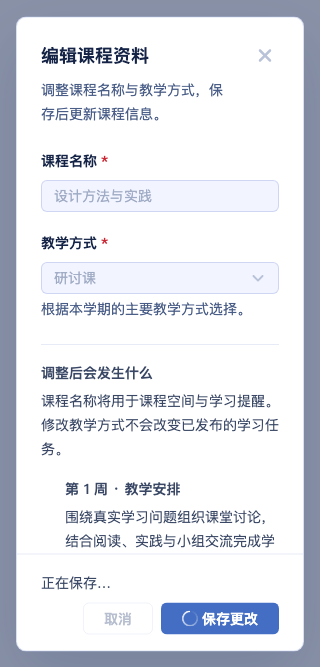 编辑课程资料
调整课程名称与教学方式，保
存后更新课程信息。
课程名称 *
设计方法与实践
教学方式 *
研讨课
根据本学期的主要教学方式选择。
调整后会发生什么
课程名称将用于课程空间与学习提醒。
修改教学方式不会改变已发布的学习任
务。
第 1 周 · 教学安排
围绕真实学习问题组织课堂讨论，
结合阅读、实践与小组交流完成学
正在保存…
取消
保存更改